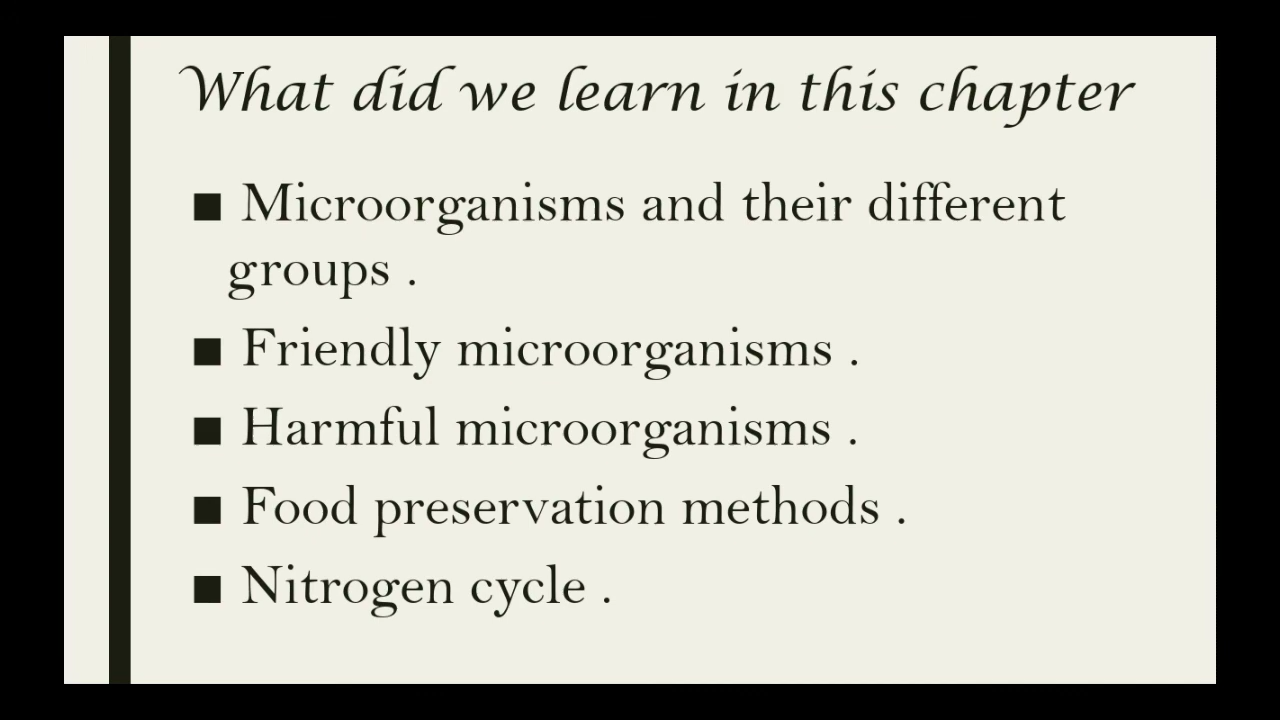 What did we learn in this chapter
■ Microorganisms and their different
groups .
■ Friendly microorganisms .
■ Harmful microorganisms .
■ Food preservation methods .
■ Nitrogen cycle .